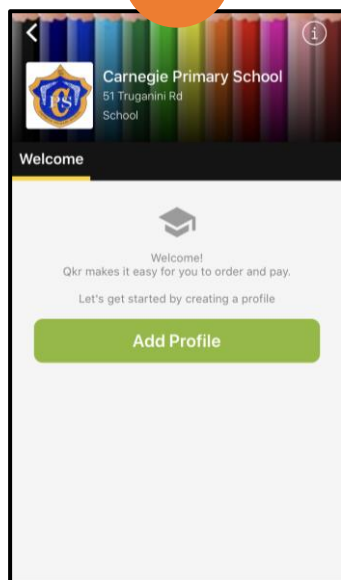 Carnegie Primary School
51 Truganini Rd
School
Welcome
Welcome!
Qkr makes it easy for you to order and pay.
Let's get started by creating a profile
Add Profile